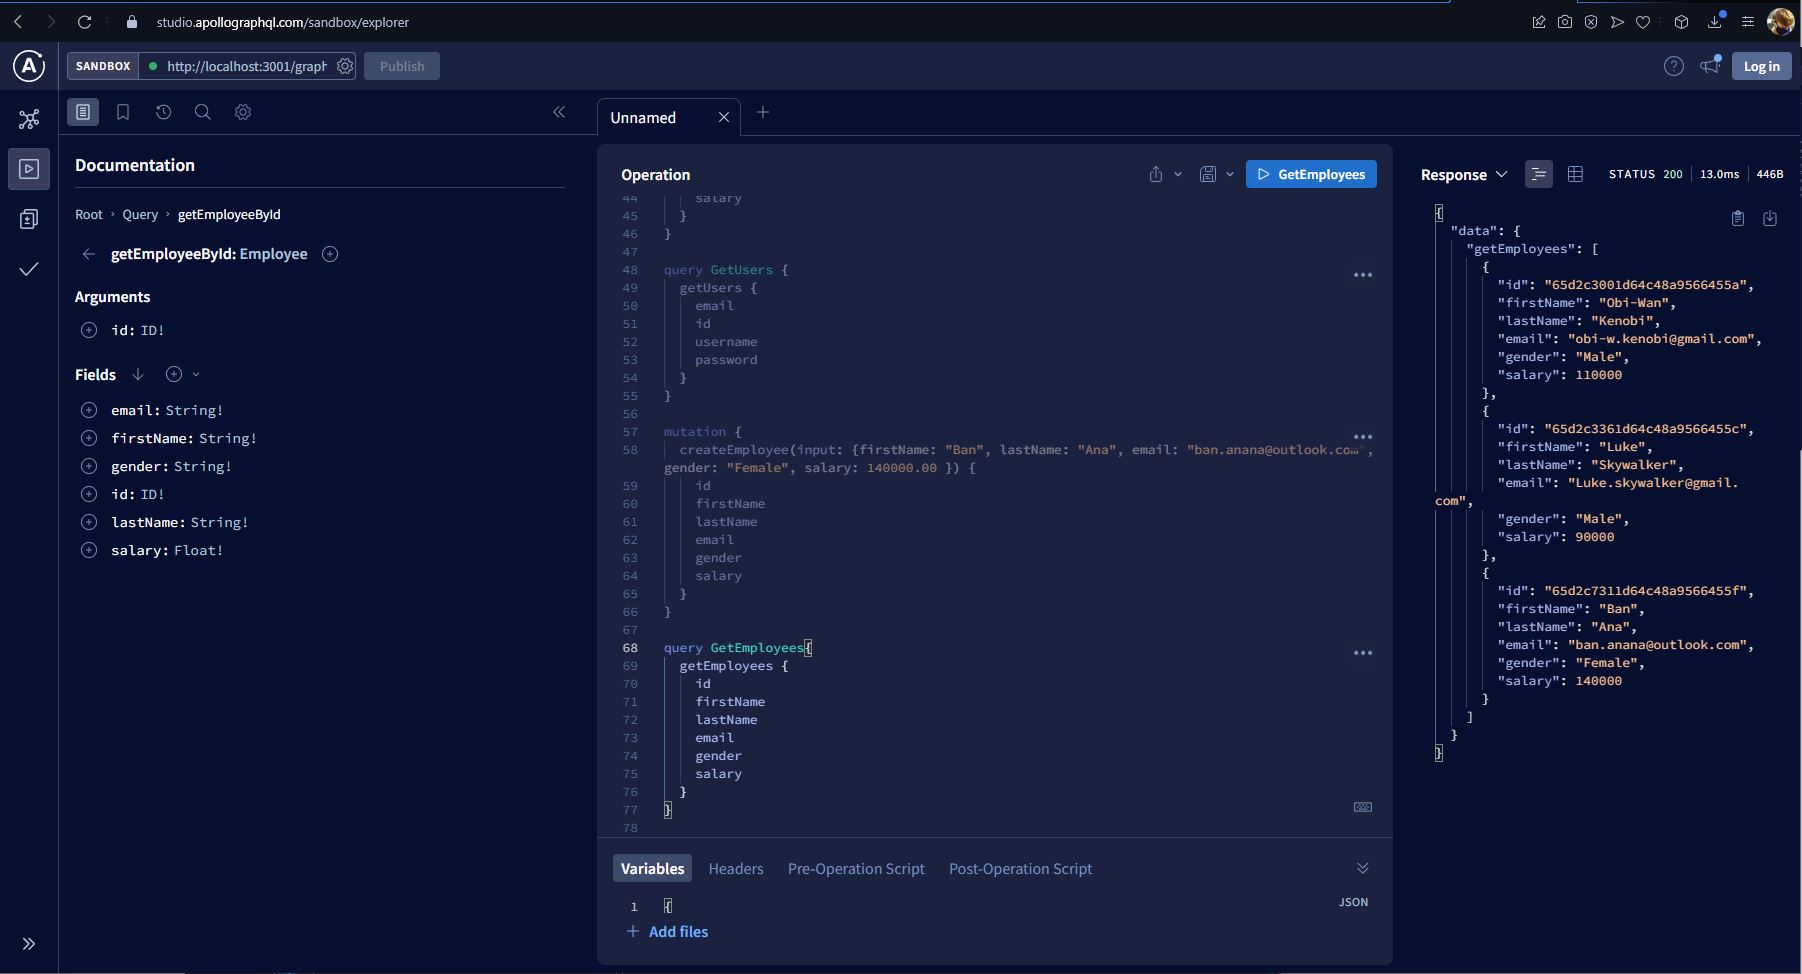 studio.apollographql.com/sandbox/explorer
SANDBOX
http://localhost:3001/graph
Publish
Log in
Documentation
Root › Query › getEmployeeById
getEmployeeById: Employee
Arguments
id: ID!
Fields
email: String!
firstName: String!
gender: String!
id: ID!
lastName: String!
salary: Float!
Unnamed
Operation
GetEmployees
44 salary
45 }
46 }
47
48 query GetUsers {
49 getUsers {
50 email
51 id
52 username
53 password
54 }
55 }
56
57 mutation {
58 createEmployee(input: {firstName: "Ban", lastName: "Ana", email: "ban.anana@outlook.co…",
gender: "Female", salary: 140000.00 }) {
59 id
60 firstName
61 lastName
62 email
63 gender
64 salary
65 }
66 }
67
68 query GetEmployees{
69 getEmployees {
70 id
71 firstName
72 lastName
73 email
74 gender
75 salary
76 }
77 }
78
Variables Headers Pre-Operation Script Post-Operation Script
1 {
JSON
Add files
Response
STATUS 200 13.0ms 446B
{
"data": {
"getEmployees": [
{
"id": "65d2c3001d64c48a9566455a",
"firstName": "Obi-Wan",
"lastName": "Kenobi",
"email": "obi-w.kenobi@gmail.com",
"gender": "Male",
"salary": 110000
},
{
"id": "65d2c3361d64c48a9566455c",
"firstName": "Luke",
"lastName": "Skywalker",
"email": "Luke.skywalker@gmail.
com",
"gender": "Male",
"salary": 90000
},
{
"id": "65d2c7311d64c48a9566455f",
"firstName": "Ban",
"lastName": "Ana",
"email": "ban.anana@outlook.com",
"gender": "Female",
"salary": 140000
}
]
}
}